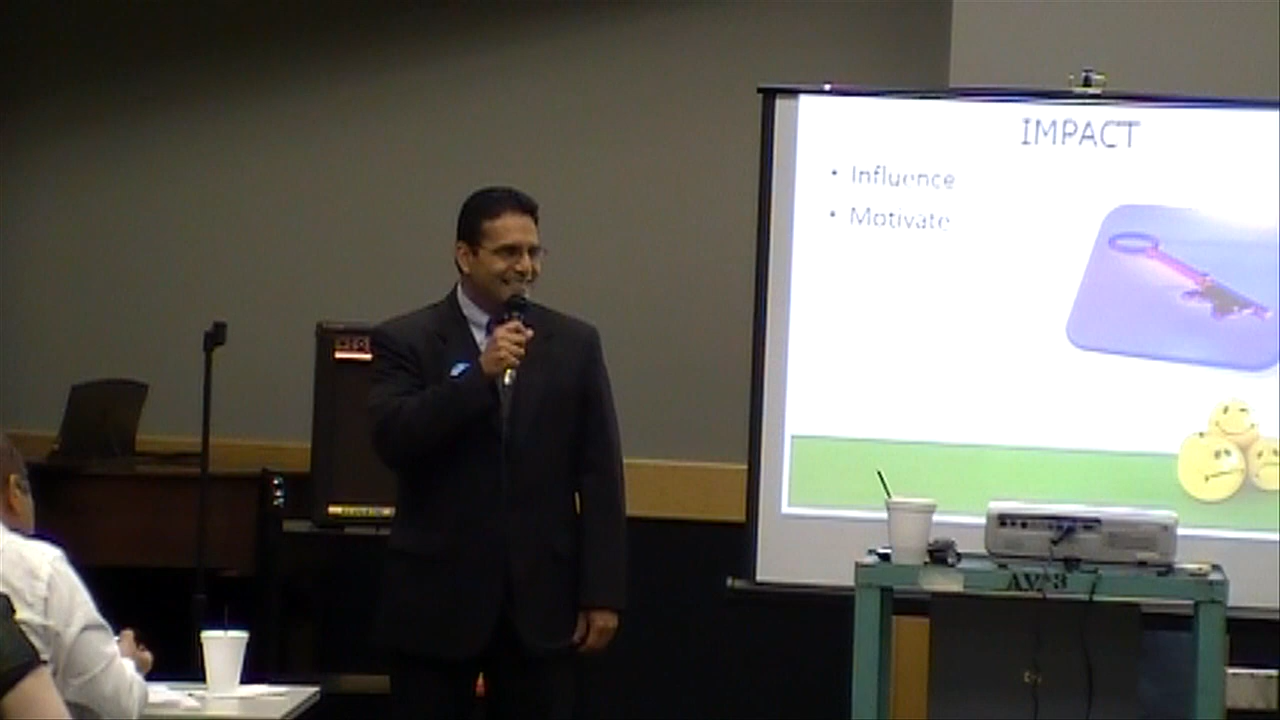 IMPACT
• Influence
• Motivate
AV-3